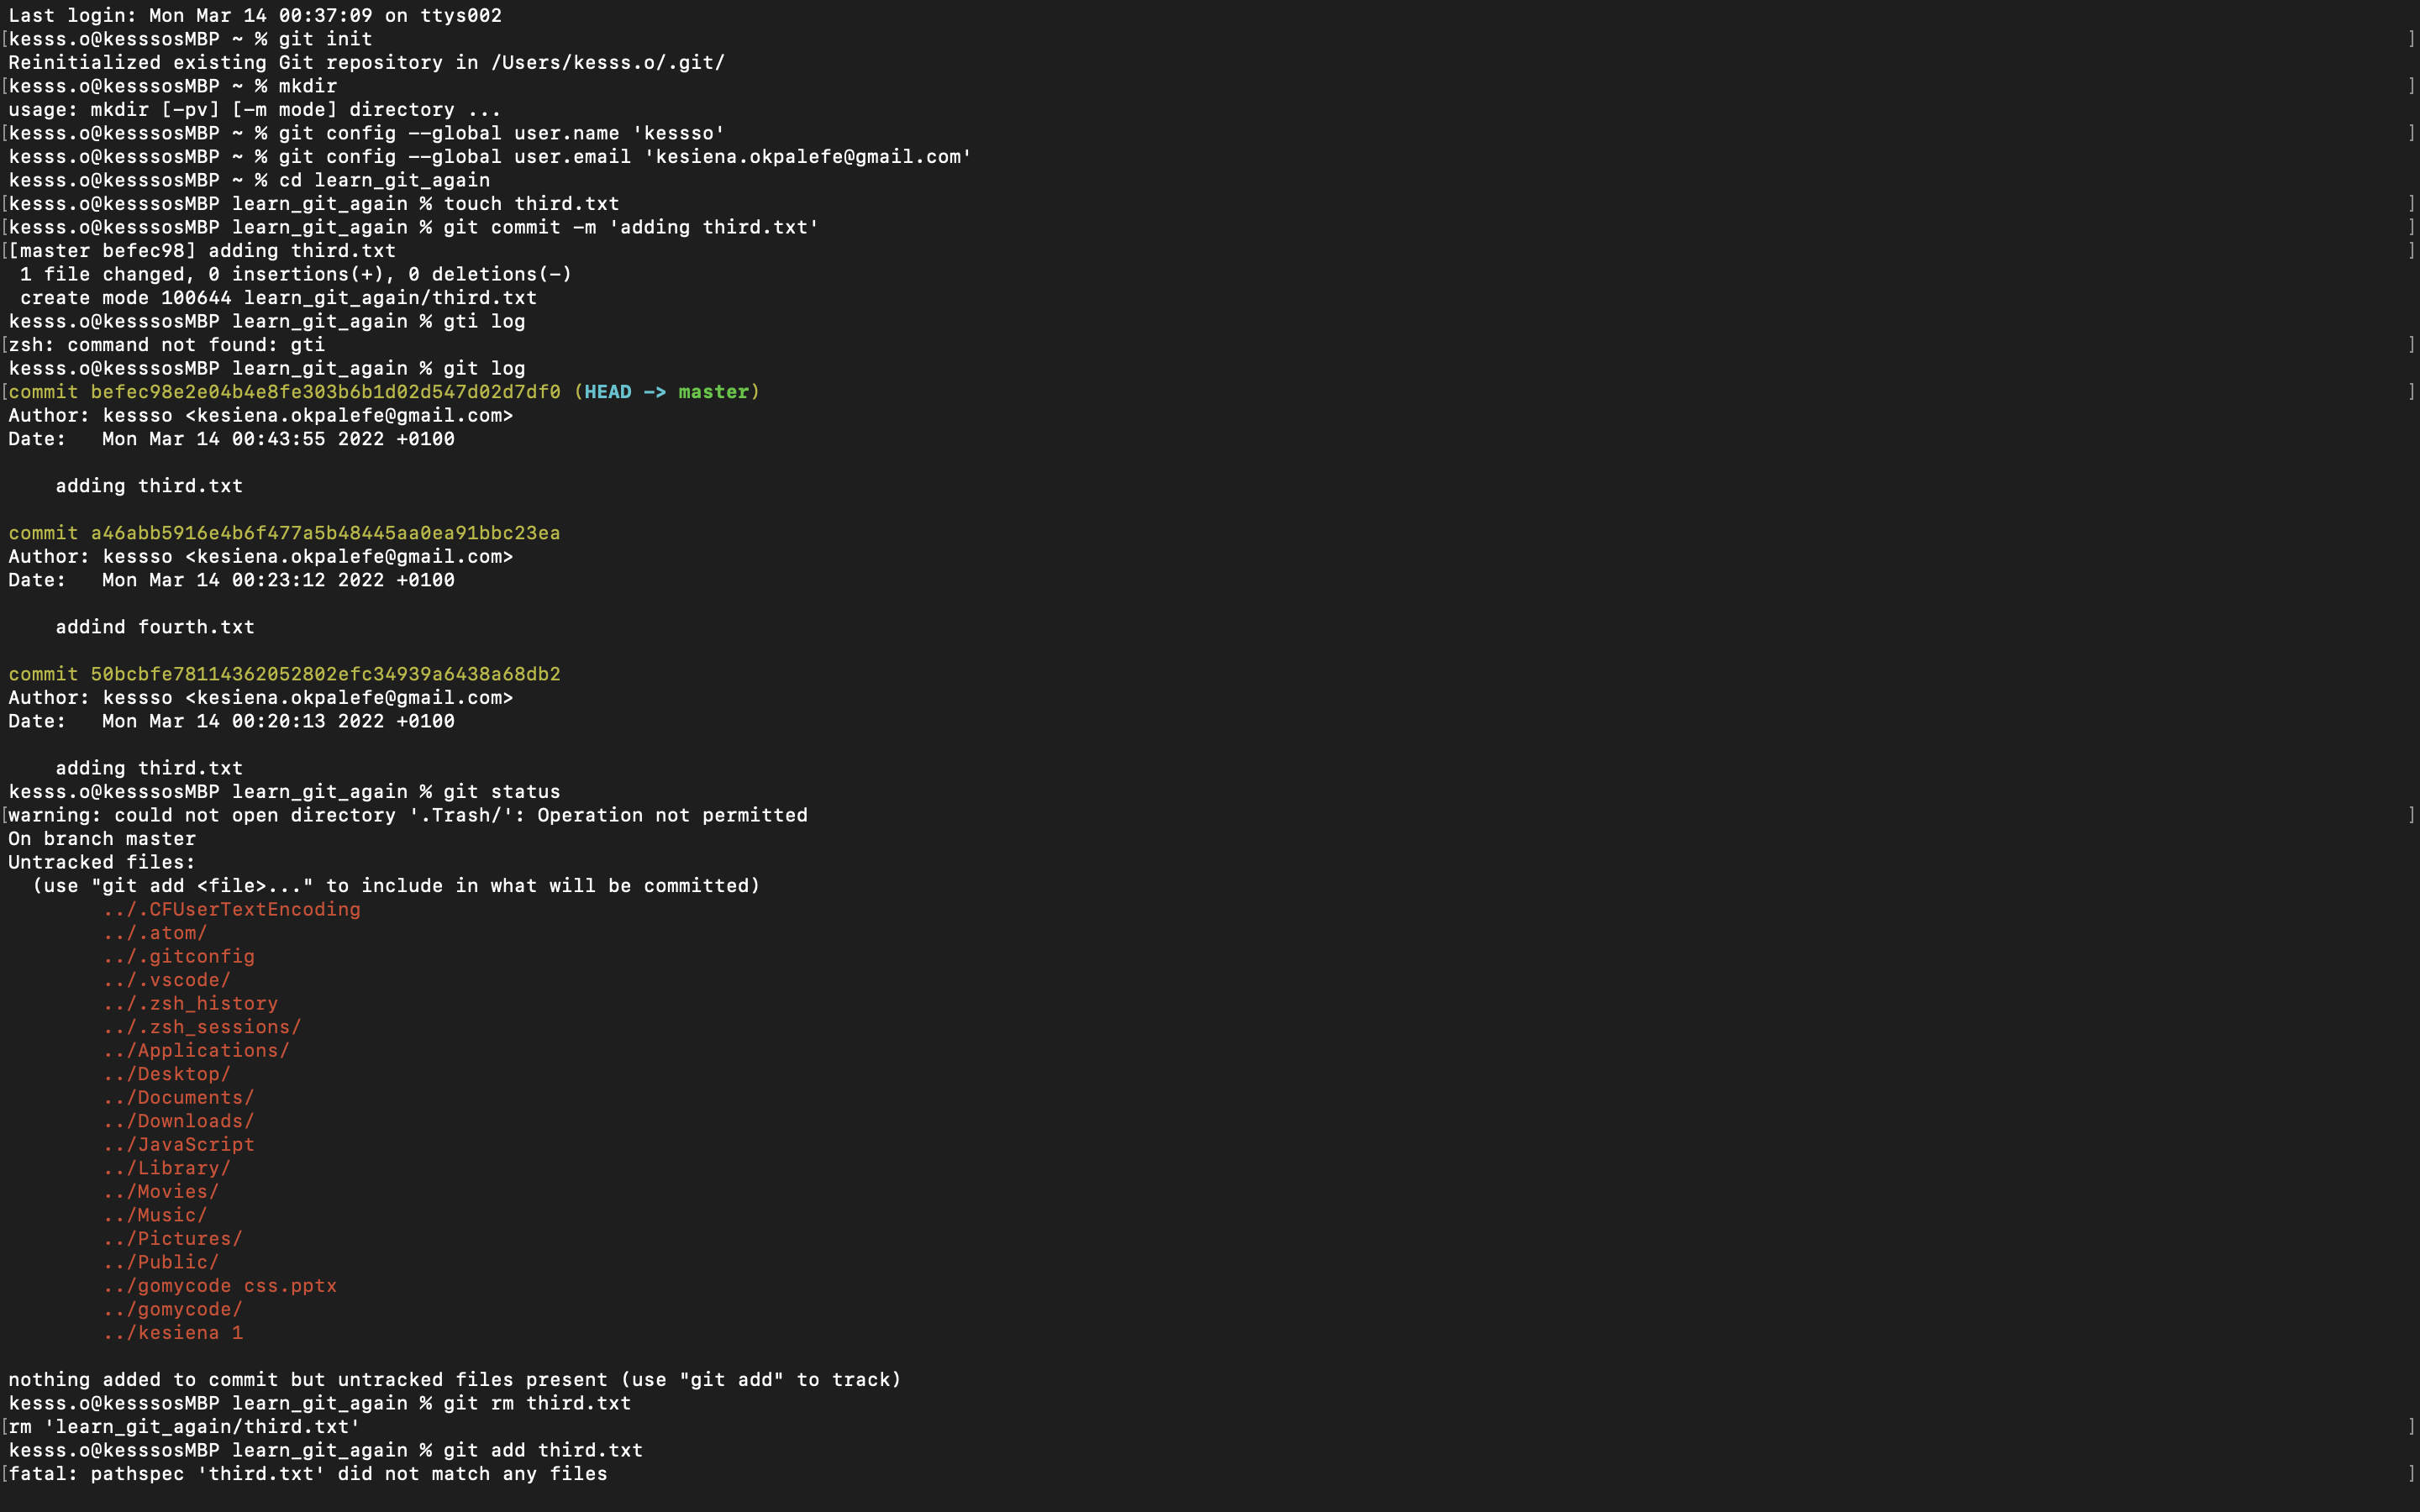 Last login: Mon Mar 14 00:37:09 on ttys002
[kesss.o@kesssosMBP ~ % git init ]
Reinitialized existing Git repository in /Users/kesss.o/.git/
[kesss.o@kesssosMBP ~ % mkdir ]
usage: mkdir [-pv] [-m mode] directory ...
[kesss.o@kesssosMBP ~ % git config --global user.name 'kessso' ]
kesss.o@kesssosMBP ~ % git config --global user.email 'kesiena.okpalefe@gmail.com'
kesss.o@kesssosMBP ~ % cd learn_git_again
[kesss.o@kesssosMBP learn_git_again % touch third.txt ]
[kesss.o@kesssosMBP learn_git_again % git commit -m 'adding third.txt' ]
[[master befec98] adding third.txt ]
 1 file changed, 0 insertions(+), 0 deletions(-)
 create mode 100644 learn_git_again/third.txt
kesss.o@kesssosMBP learn_git_again % gti log
[zsh: command not found: gti ]
kesss.o@kesssosMBP learn_git_again % git log
[commit befec98e2e04b4e8fe303b6b1d02d547d02d7df0 (HEAD -> master) ]
Author: kessso <kesiena.okpalefe@gmail.com>
Date:   Mon Mar 14 00:43:55 2022 +0100

    adding third.txt

commit a46abb5916e4b6f477a5b48445aa0ea91bbc23ea
Author: kessso <kesiena.okpalefe@gmail.com>
Date:   Mon Mar 14 00:23:12 2022 +0100

    addind fourth.txt

commit 50bcbfe78114362052802efc34939a6438a68db2
Author: kessso <kesiena.okpalefe@gmail.com>
Date:   Mon Mar 14 00:20:13 2022 +0100

    adding third.txt
kesss.o@kesssosMBP learn_git_again % git status
[warning: could not open directory '.Trash/': Operation not permitted ]
On branch master
Untracked files:
  (use "git add <file>..." to include in what will be committed)
        ../.CFUserTextEncoding
        ../.atom/
        ../.gitconfig
        ../.vscode/
        ../.zsh_history
        ../.zsh_sessions/
        ../Applications/
        ../Desktop/
        ../Documents/
        ../Downloads/
        ../JavaScript
        ../Library/
        ../Movies/
        ../Music/
        ../Pictures/
        ../Public/
        ../gomycode css.pptx
        ../gomycode/
        ../kesiena 1

nothing added to commit but untracked files present (use "git add" to track)
kesss.o@kesssosMBP learn_git_again % git rm third.txt
[rm 'learn_git_again/third.txt' ]
kesss.o@kesssosMBP learn_git_again % git add third.txt
[fatal: pathspec 'third.txt' did not match any files ]